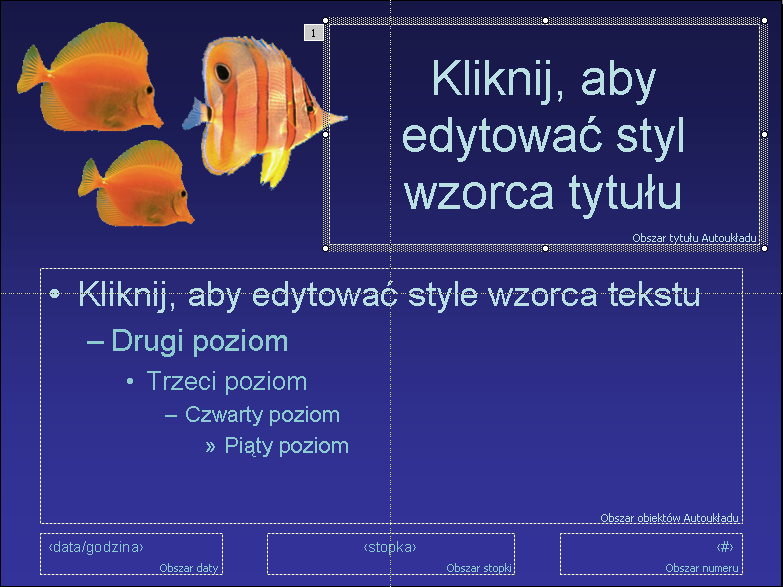 1
Kliknij, aby
edytować styl
wzorca tytułu
Obszar tytułu Autoukładu
• Kliknij, aby edytować style wzorca tekstu
– Drugi poziom
• Trzeci poziom
– Czwarty poziom
» Piąty poziom
Obszar obiektów Autoukładu
‹data/godzina›
Obszar daty
‹stopka›
Obszar stopki
‹#›
Obszar numeru